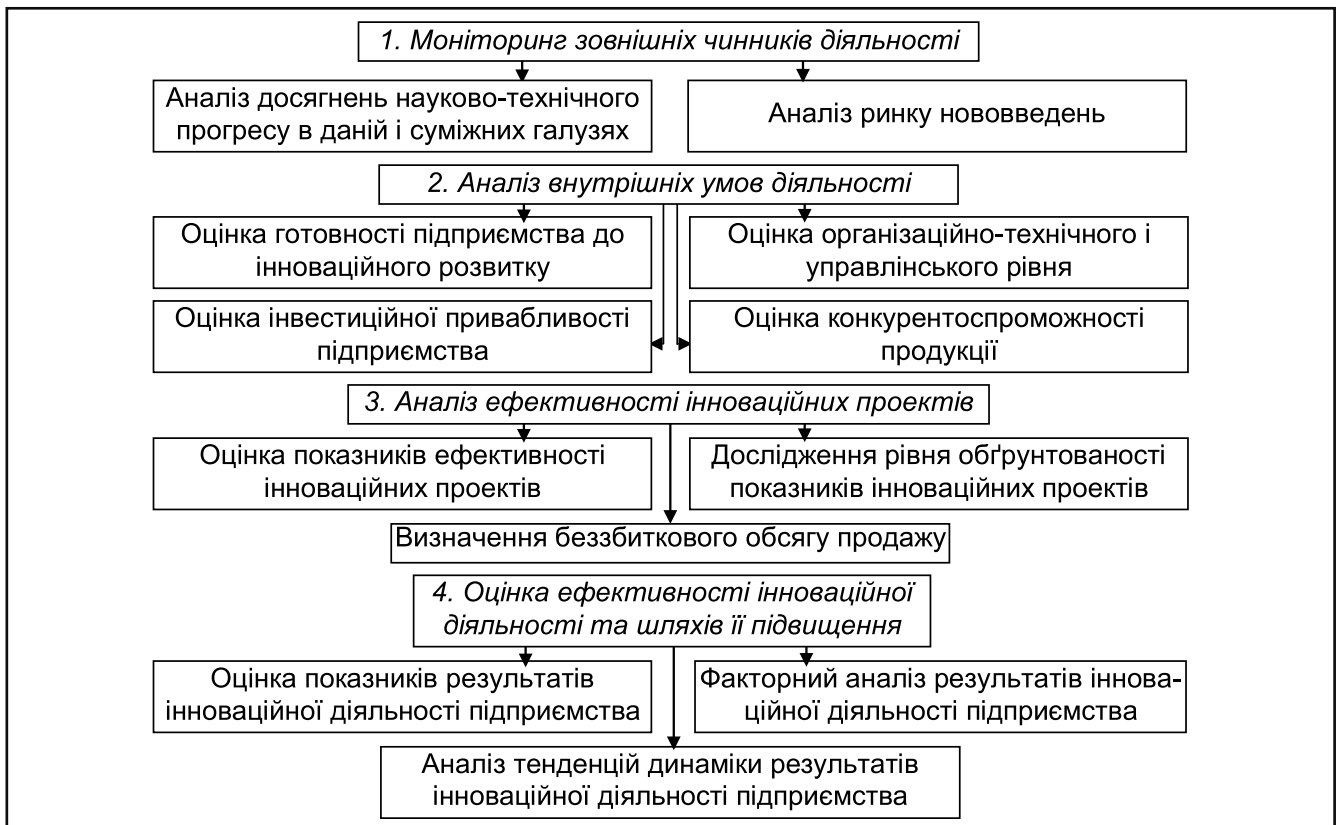 1. Моніторинг зовнішніх чинників діяльності
Аналіз досягнень науково-технічного
прогресу в даній і суміжних галузях
Аналіз ринку нововведень
2. Аналіз внутрішніх умов діяльності
Оцінка готовності підприємства до
інноваційного розвитку
Оцінка організаційно-технічного і
управлінського рівня
Оцінка інвестиційної привабливості
підприємства
Оцінка конкурентоспроможності
продукції
3. Аналіз ефективності інноваційних проектів
Оцінка показників ефективності
інноваційних проектів
Дослідження рівня обґрунтованості
показників інноваційних проектів
Визначення беззбиткового обсягу продажу
4. Оцінка ефективності інноваційної
діяльності та шляхів її підвищення
Оцінка показників результатів
інноваційної діяльності підприємства
Факторний аналіз результатів іннова-
ційної діяльності підприємства
Аналіз тенденцій динаміки результатів
інноваційної діяльності підприємства